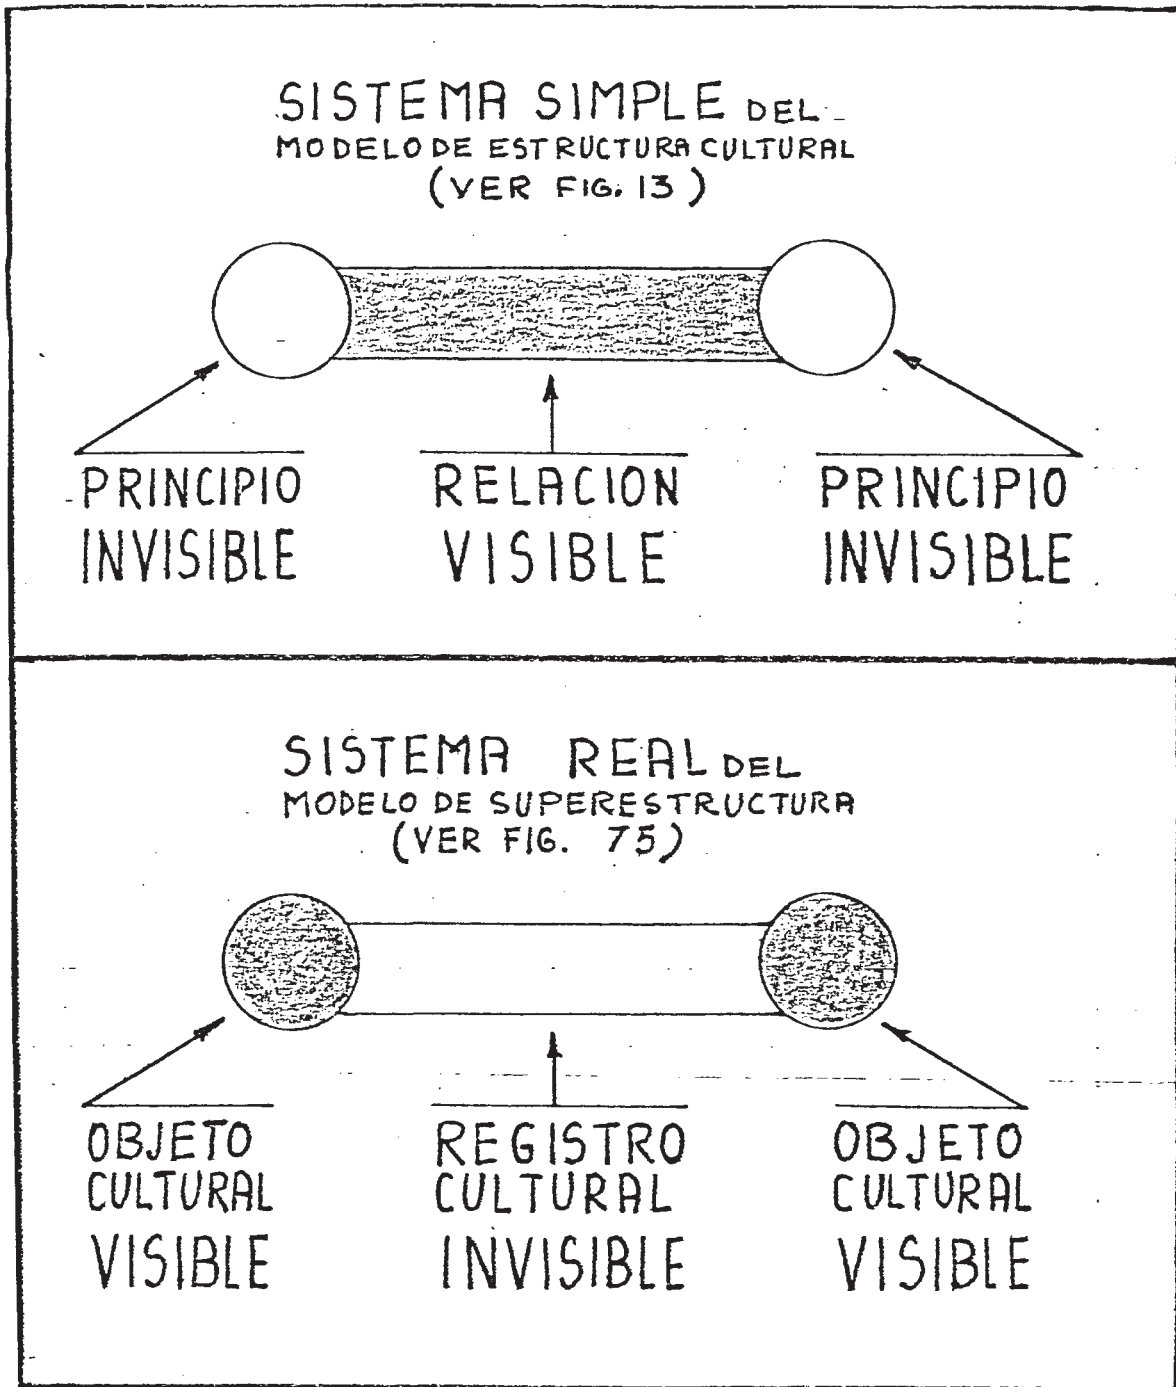 SISTEMA SIMPLE DEL
MODELO DE ESTRUCTURA CULTURAL
(VER FIG. 13)
PRINCIPIO RELACION PRINCIPIO
INVISIBLE VISIBLE INVISIBLE
SISTEMA REAL DEL
MODELO DE SUPERESTRUCTURA
(VER FIG. 75)
OBJETO REGISTRO OBJETO
CULTURAL CULTURAL CULTURAL
VISIBLE INVISIBLE VISIBLE